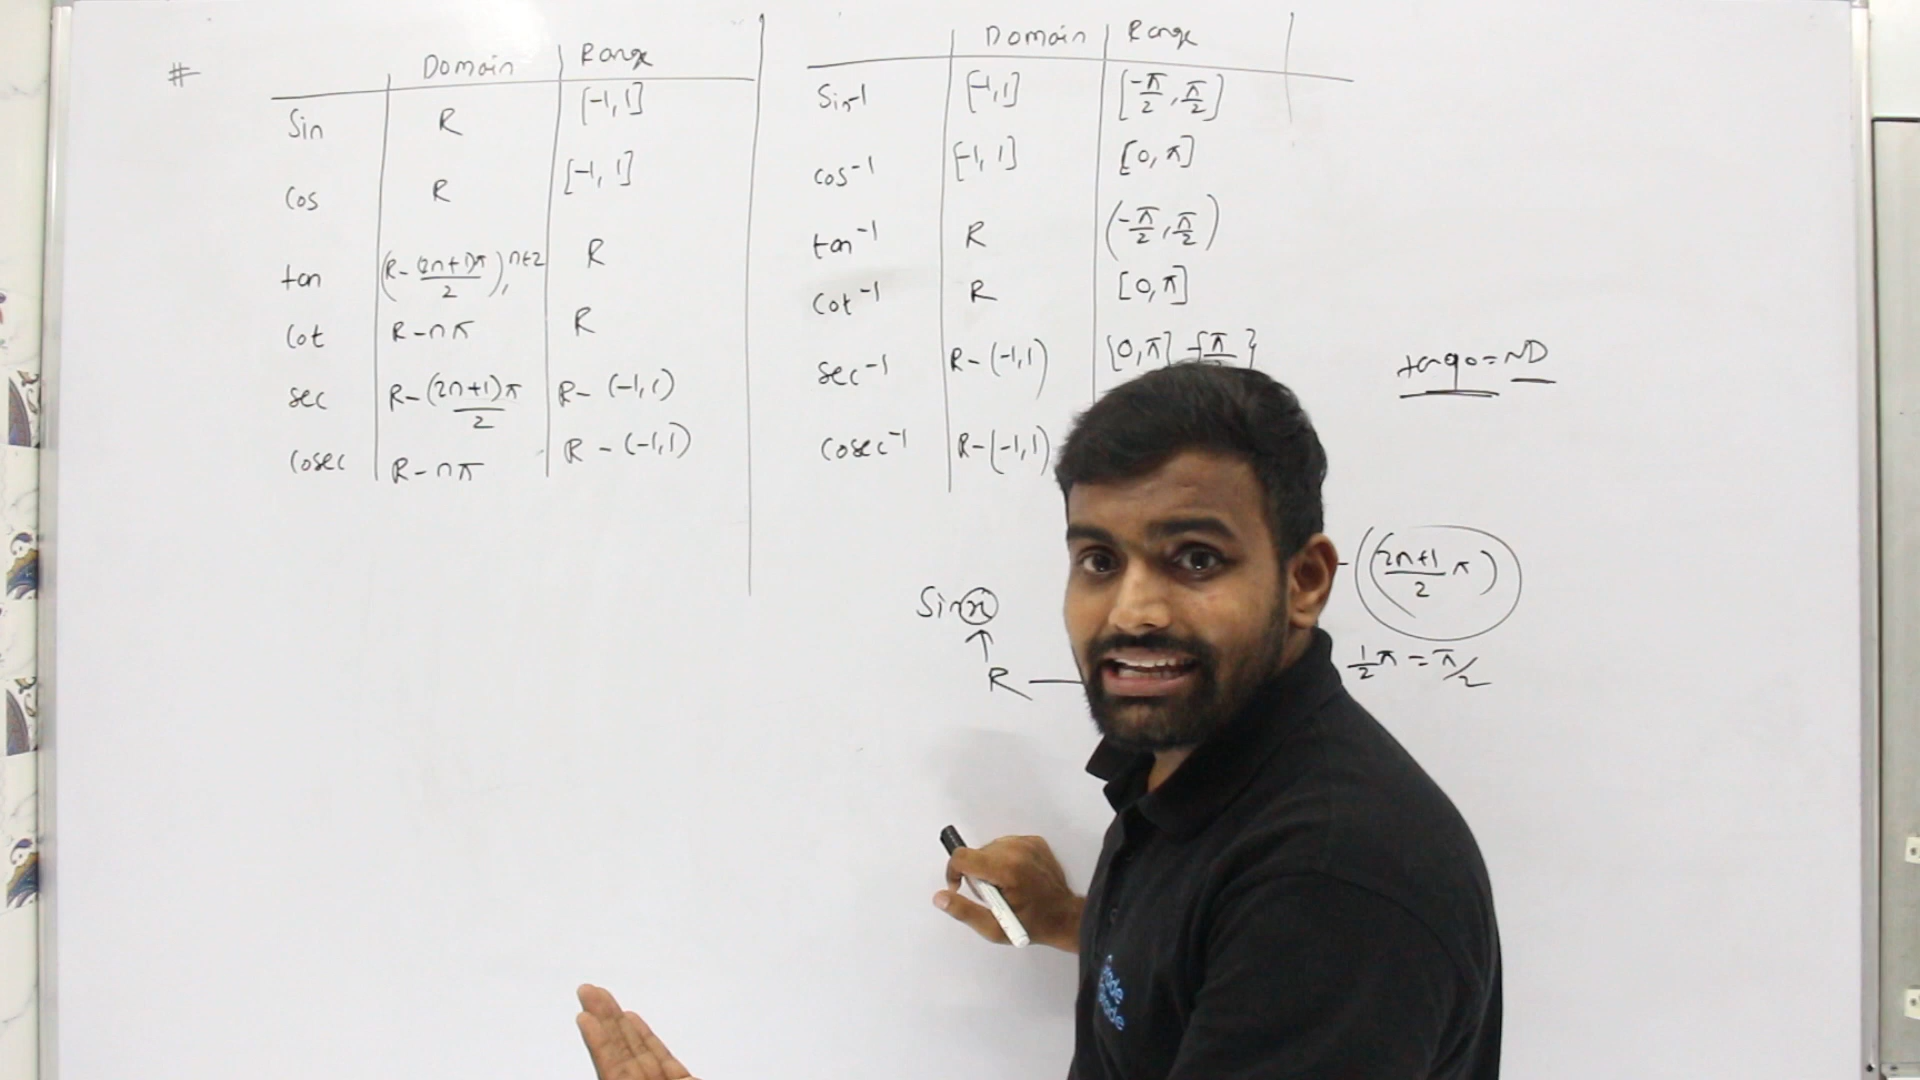 #
Domain Range
Sin R [-1, 1]
Cos R [-1, 1]
tan (R-(2n+1)π/2), n∈Z R
Cot R-nπ R
sec R-(2n+1)π/2 R-(-1,1)
Cosec R-nπ R-(-1,1)
Domain Range
Sin⁻¹ [-1,1] [-π/2, π/2]
cos⁻¹ [-1, 1] [0, π]
tan⁻¹ R (-π/2, π/2)
Cot⁻¹ R [0, π]
sec⁻¹ R-(-1,1) [0,π]-{π/2}
Cosec⁻¹ R-(-1,1)
tan90=ND
-(2n+1/2 π)
Sin x
↑
R
1/2π = π/2